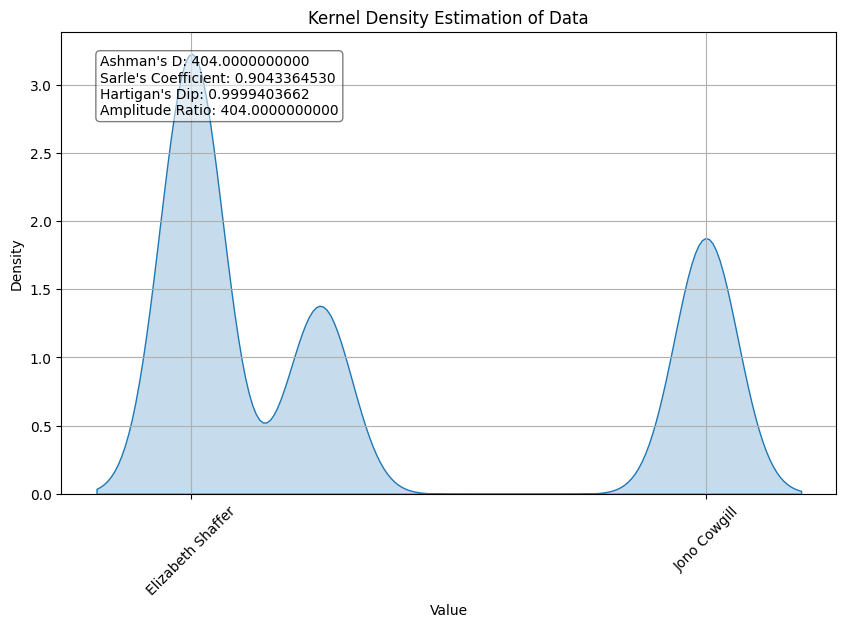 Kernel Density Estimation of Data
Ashman's D: 404.0000000000
Sarle's Coefficient: 0.9043364530
Hartigan's Dip: 0.9999403662
Amplitude Ratio: 404.0000000000
3.0
2.5
2.0
1.5
1.0
0.5
0.0
Density
Elizabeth Shaffer
Jono Cowgill
Value